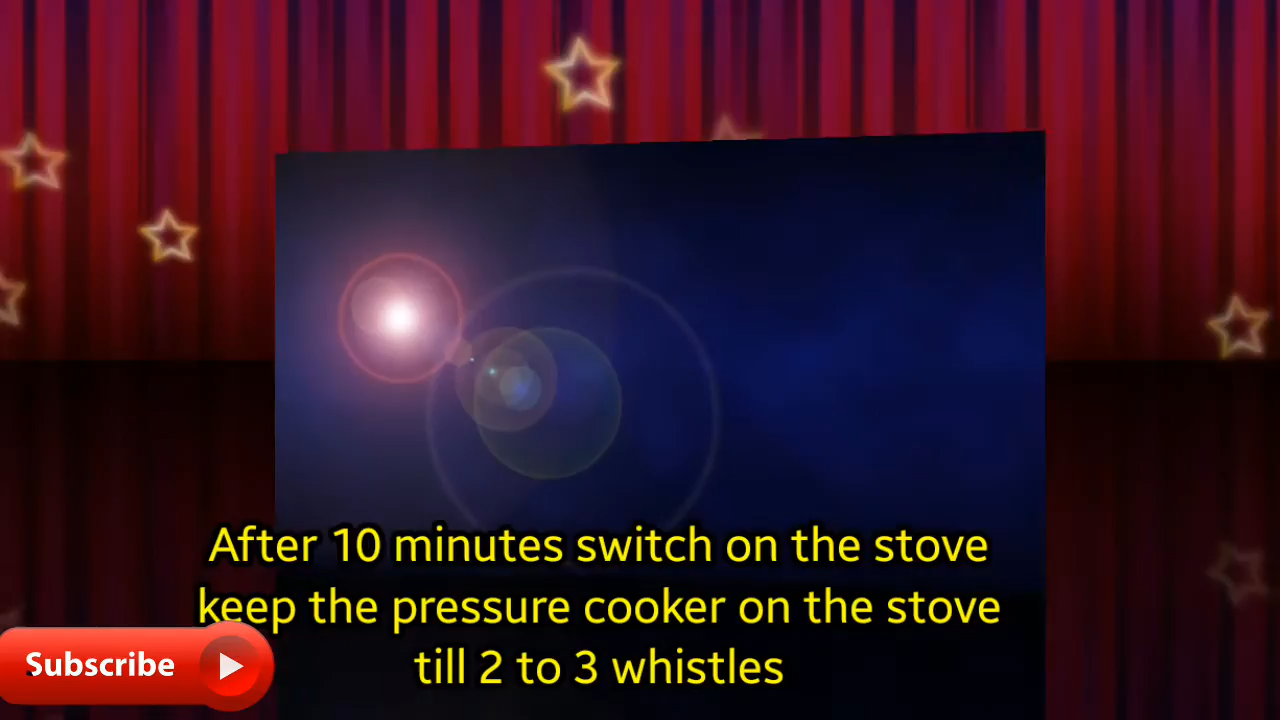 After 10 minutes switch on the stove
keep the pressure cooker on the stove
till 2 to 3 whistles
Subscribe